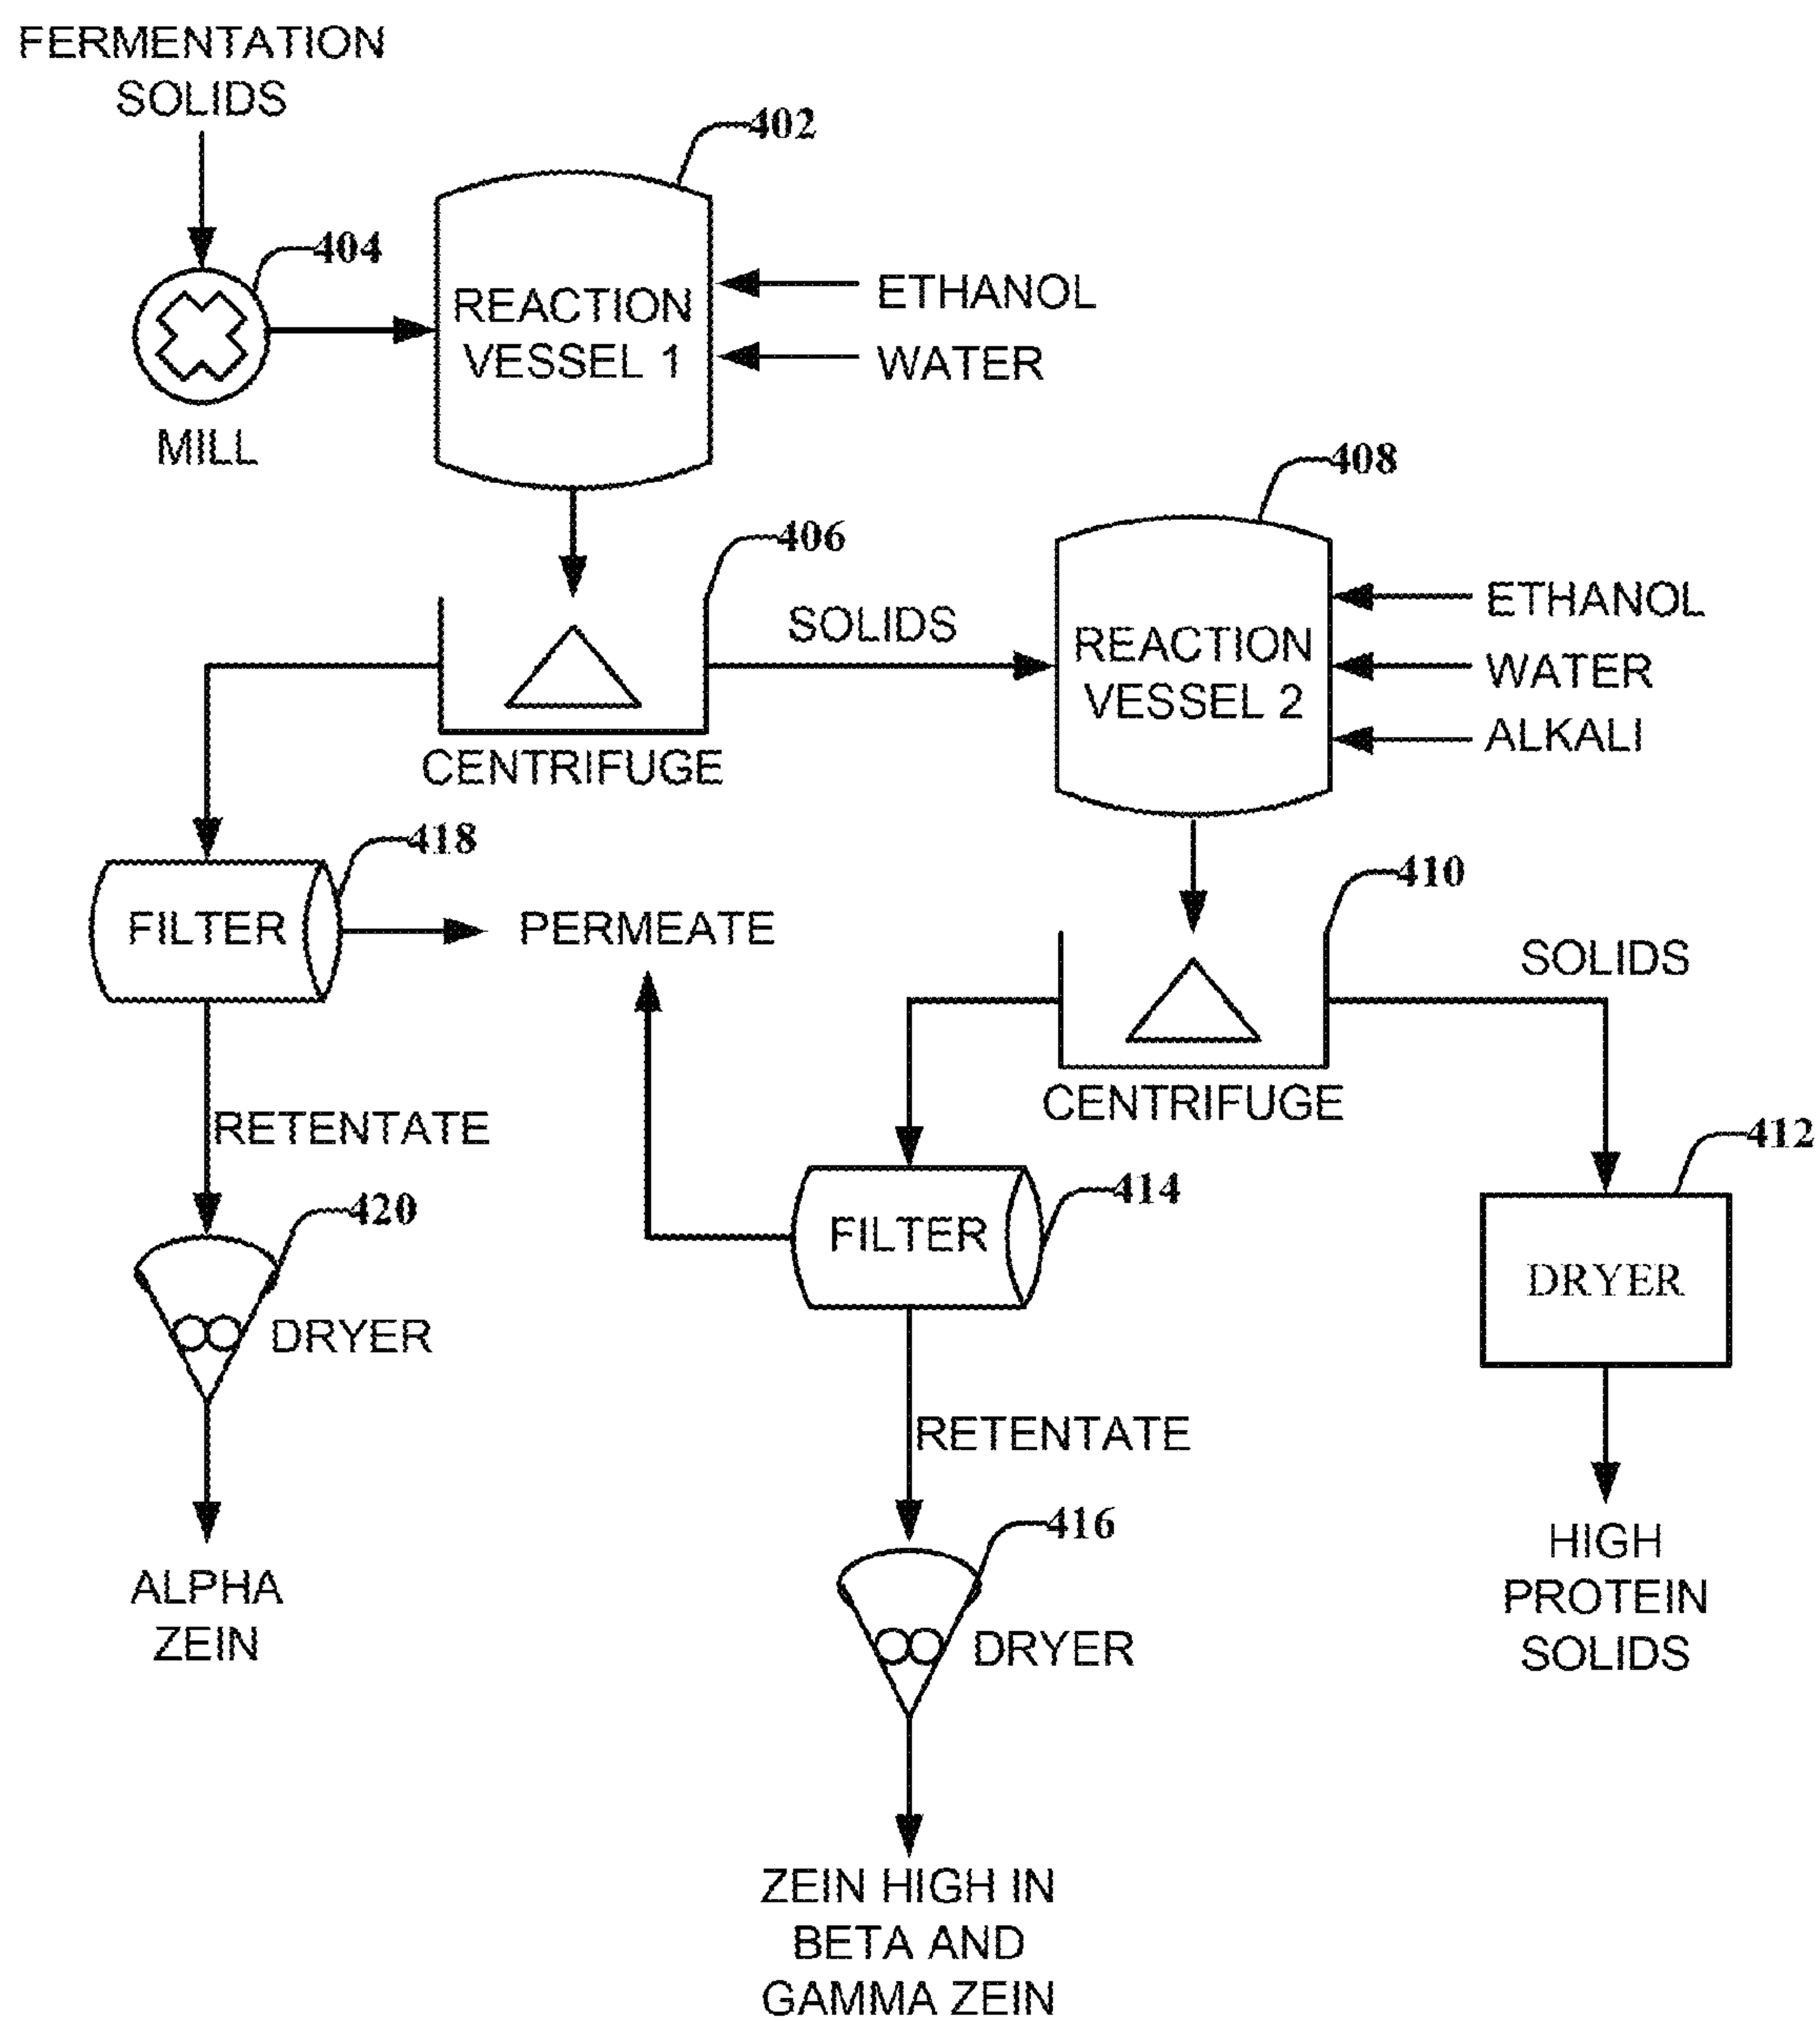 FERMENTATION
SOLIDS
402
404
REACTION
VESSEL 1
ETHANOL
WATER
MILL
408
406
SOLIDS
REACTION
VESSEL 2
ETHANOL
WATER
ALKALI
CENTRIFUGE
418
410
FILTER
PERMEATE
SOLIDS
CENTRIFUGE
RETENTATE
412
414
420
FILTER
DRYER
DRYER
RETENTATE
416
HIGH
PROTEIN
SOLIDS
ALPHA
ZEIN
DRYER
ZEIN HIGH IN
BETA AND
GAMMA ZEIN